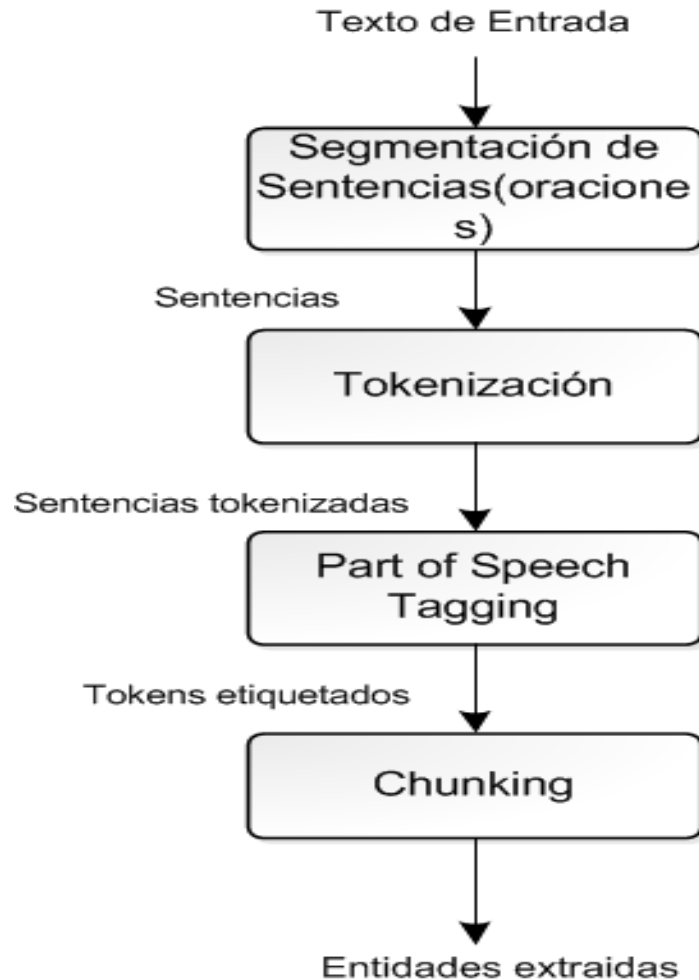 Texto de Entrada
Segmentación de
Sentencias(oracione
s)
Sentencias
Tokenización
Sentencias tokenizadas
Part of Speech
Tagging
Tokens etiquetados
Chunking
Entidades extraidas